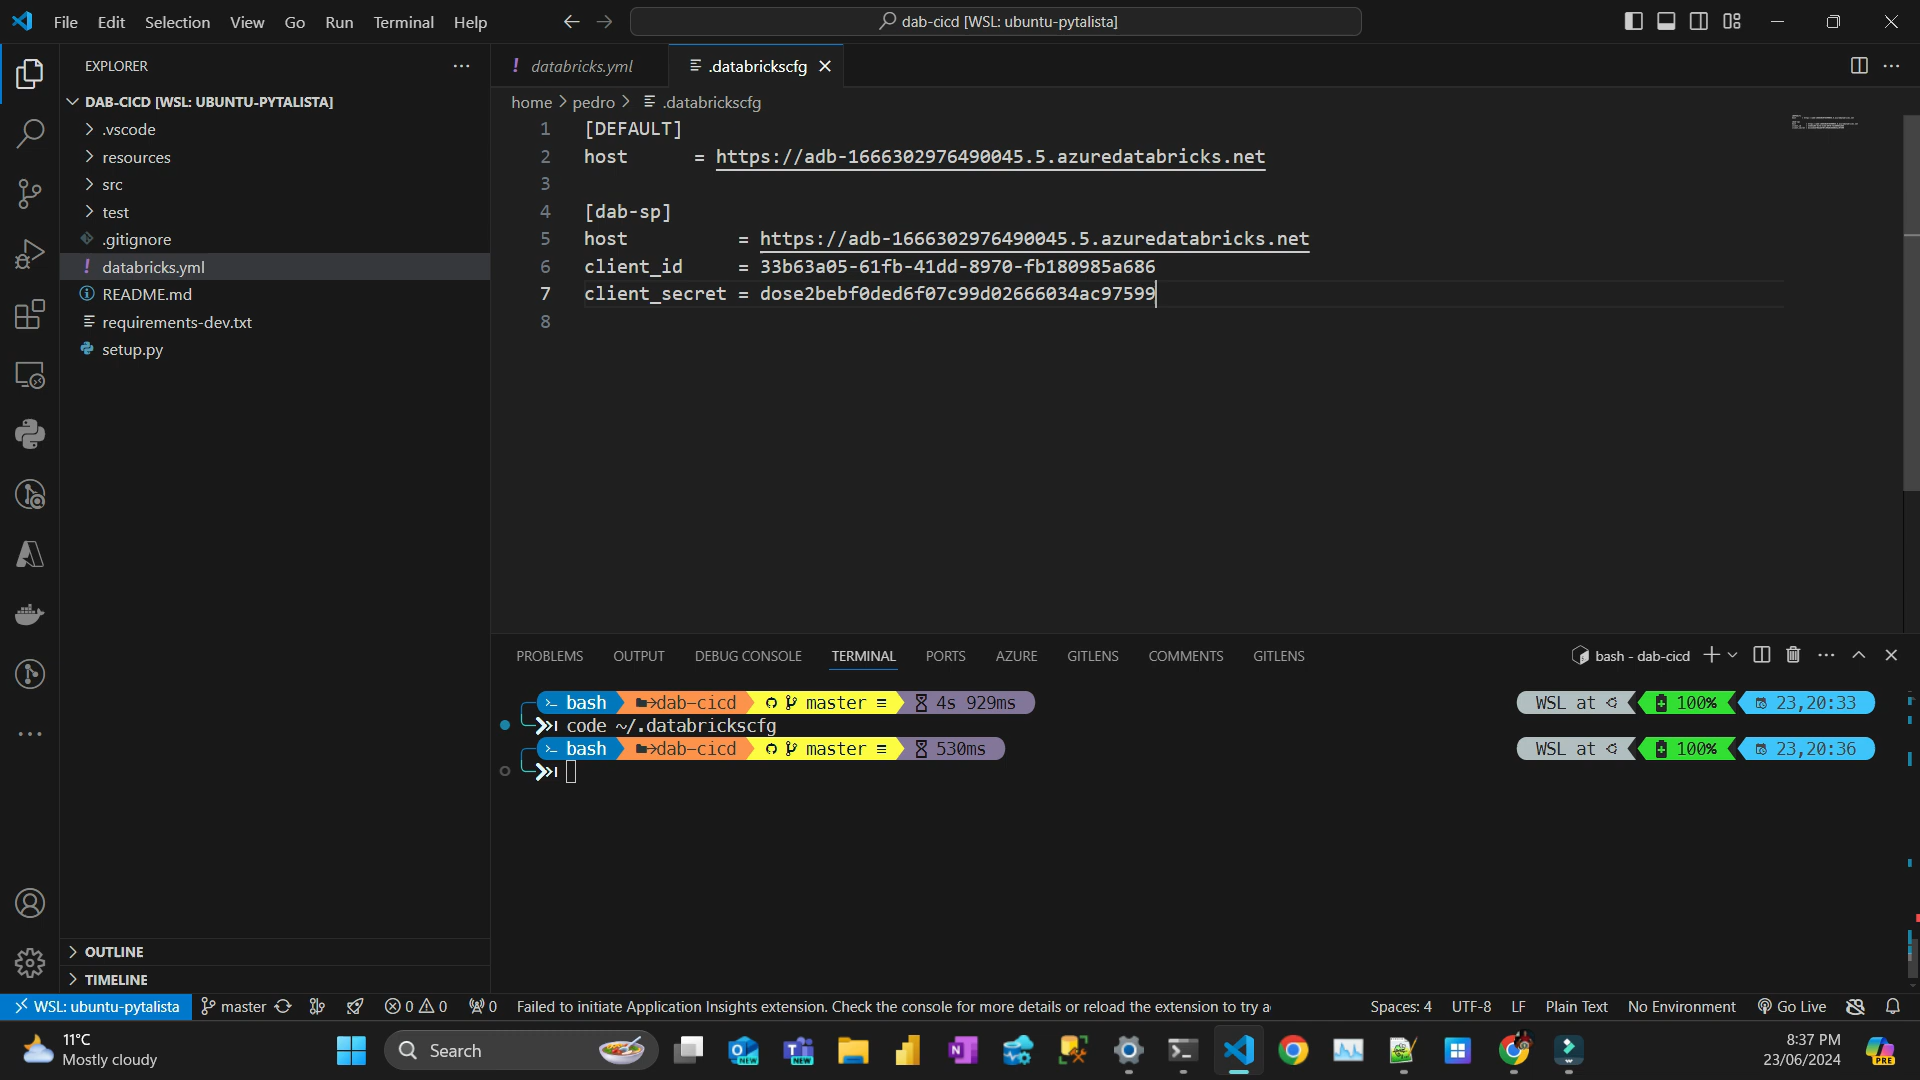 File Edit Selection View Go Run Terminal Help
dab-cicd [WSL: ubuntu-pytalista]
EXPLORER
DAB-CICD [WSL: UBUNTU-PYTALISTA]
.vscode
resources
src
test
.gitignore
! databricks.yml
README.md
requirements-dev.txt
setup.py
OUTLINE
TIMELINE
! databricks.yml
.databrickscfg
home > pedro > .databrickscfg
1 [DEFAULT]
2 host = https://adb-1666302976490045.5.azuredatabricks.net
3
4 [dab-sp]
5 host = https://adb-1666302976490045.5.azuredatabricks.net
6 client_id = 33b63a05-61fb-41dd-8970-fb180985a686
7 client_secret = dose2bebf0ded6f07c99d02666034ac97599
8
PROBLEMS OUTPUT DEBUG CONSOLE TERMINAL PORTS AZURE GITLENS COMMENTS GITLENS
bash - dab-cicd
bash dab-cicd master 4s 929ms WSL at 100% 23,20:33
code ~/.databrickscfg
bash dab-cicd master 530ms WSL at 100% 23,20:36
WSL: ubuntu-pytalista master 0 0 0 Failed to initiate Application Insights extension. Check the console for more details or reload the extension to try a Spaces: 4 UTF-8 LF Plain Text No Environment Go Live
11°C
Mostly cloudy
Search
NEW
NEW
8:37 PM
23/06/2024
PRE